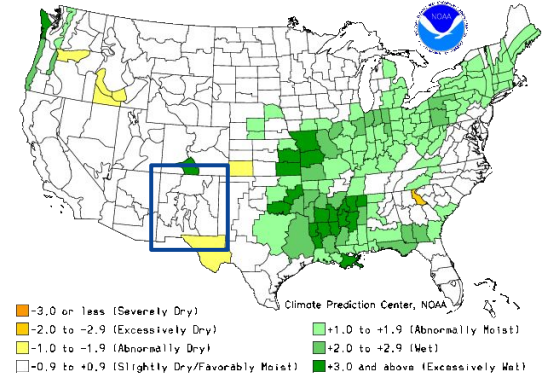 NOAA
Climate Prediction Center, NOAA
-3.0 or less (Severely Dry)
-2.0 to -2.9 (Excessively Dry)
-1.0 to -1.9 (Abnormally Dry)
-0.9 to +0.9 (Slightly Dry/Favorably Moist)
+1.0 to +1.9 (Abnormally Moist)
+2.0 to +2.9 (Wet)
+3.0 and above (Excessively Wet)